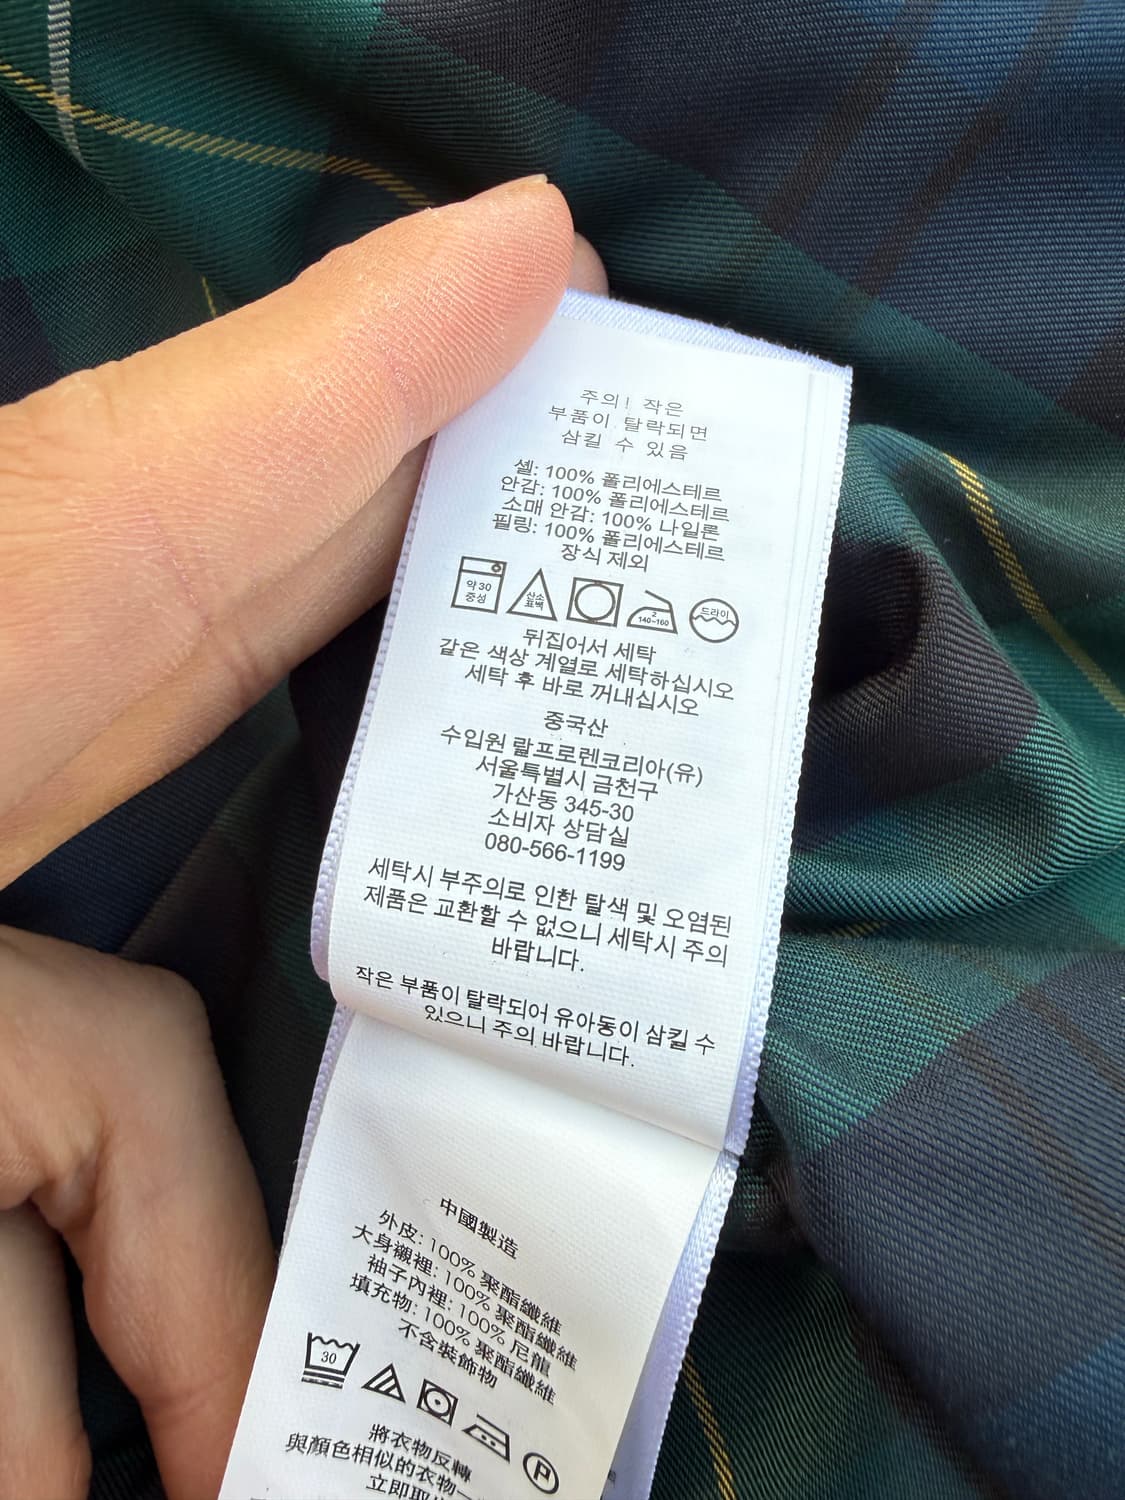 주의! 작은
부품이 탈락되면
삼킬 수 있음
셸: 100% 폴리에스테르
안감: 100% 폴리에스테르
소매 안감: 100% 나일론
필링: 100% 폴리에스테르
장식 제외
약 30
중성
산소
표백
2
140~160
드라이
뒤집어서 세탁
같은 색상 계열로 세탁하십시오
세탁 후 바로 꺼내십시오
중국산
수입원 랄프로렌코리아(유)
서울특별시 금천구
가산동 345-30
소비자 상담실
080-566-1199
세탁시 부주의로 인한 탈색 및 오염된
제품은 교환할 수 없으니 세탁시 주의
바랍니다.
작은 부품이 탈락되어 유아동이 삼킬 수
있으니 주의 바랍니다.
中國製造
外皮: 100% 聚酯纖維
大身襯裡: 100% 聚酯纖維
袖子內裡: 100% 尼龍
填充物: 100% 聚酯纖維
不含裝飾物
30
P
將衣物反轉
與顏色相似的衣物一
立即取